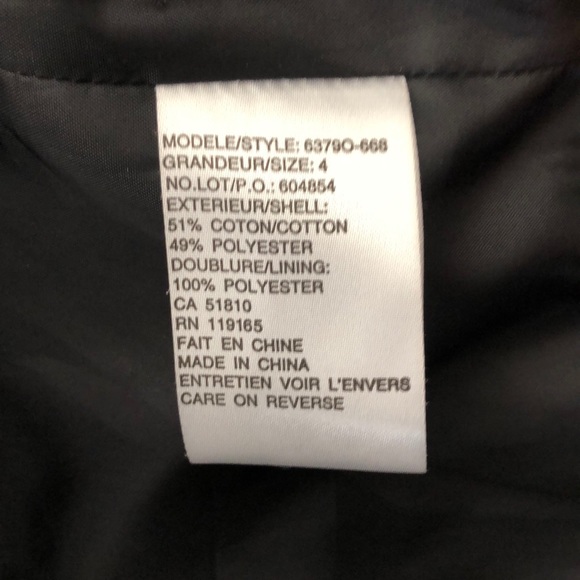 MODELE/STYLE: 6379O-668
GRANDEUR/SIZE: 4
NO.LOT/P.O.: 604854
EXTERIEUR/SHELL:
51% COTON/COTTON
49% POLYESTER
DOUBLURE/LINING:
100% POLYESTER
CA 51810
RN 119165
FAIT EN CHINE
MADE IN CHINA
ENTRETIEN VOIR L'ENVERS
CARE ON REVERSE